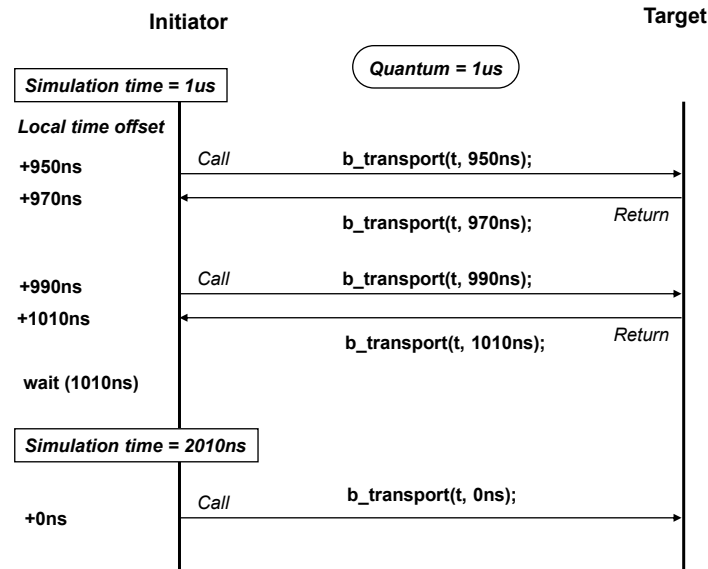 Initiator
Target
Quantum = 1us
Simulation time = 1us
Local time offset
+950ns
Call
b_transport(t, 950ns);
+970ns
Return
b_transport(t, 970ns);
+990ns
Call
b_transport(t, 990ns);
+1010ns
Return
b_transport(t, 1010ns);
wait (1010ns)
Simulation time = 2010ns
+0ns
Call
b_transport(t, 0ns);